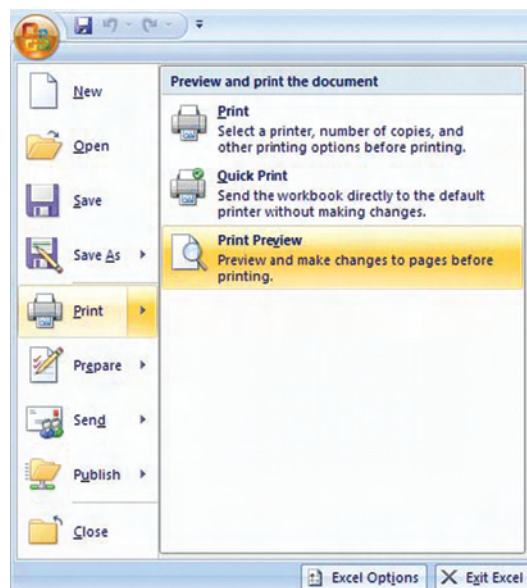 New
Open
Save
Save As
Print
Prepare
Send
Publish
Close
Preview and print the document
Print
Select a printer, number of copies, and
other printing options before printing.
Quick Print
Send the workbook directly to the default
printer without making changes.
Print Preview
Preview and make changes to pages before
printing.
Excel Options
Exit Excel